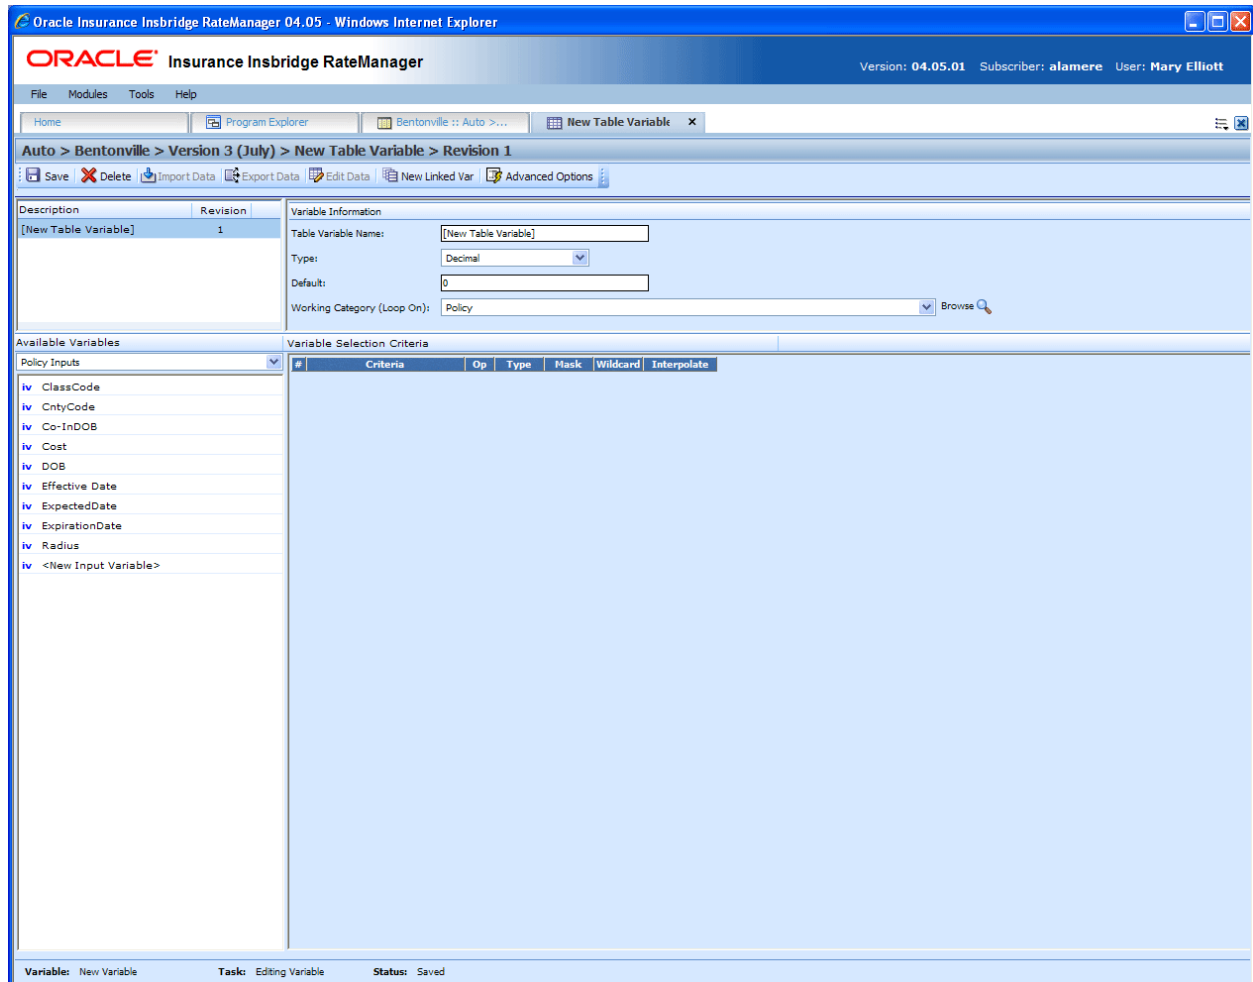 Oracle Insurance Insbridge RateManager 04.05 - Windows Internet Explorer
ORACLE Insurance Insbridge RateManager
Version: 04.05.01 Subscriber: alamere User: Mary Elliott
File Modules Tools Help
Home Program Explorer Bentonville :: Auto >... New Table Variable
Auto > Bentonville > Version 3 (July) > New Table Variable > Revision 1
Save Delete Import Data Export Data Edit Data New Linked Var Advanced Options
Description Revision
[New Table Variable] 1
Variable Information
Table Variable Name: [New Table Variable]
Type: Decimal
Default: 0
Working Category (Loop On): Policy Browse
Available Variables
Policy Inputs
iv ClassCode
iv CntyCode
iv Co-InDOB
iv Cost
iv DOB
iv Effective Date
iv ExpectedDate
iv ExpirationDate
iv Radius
iv <New Input Variable>
Variable Selection Criteria
# Criteria Op Type Mask Wildcard Interpolate
Variable: New Variable Task: Editing Variable Status: Saved